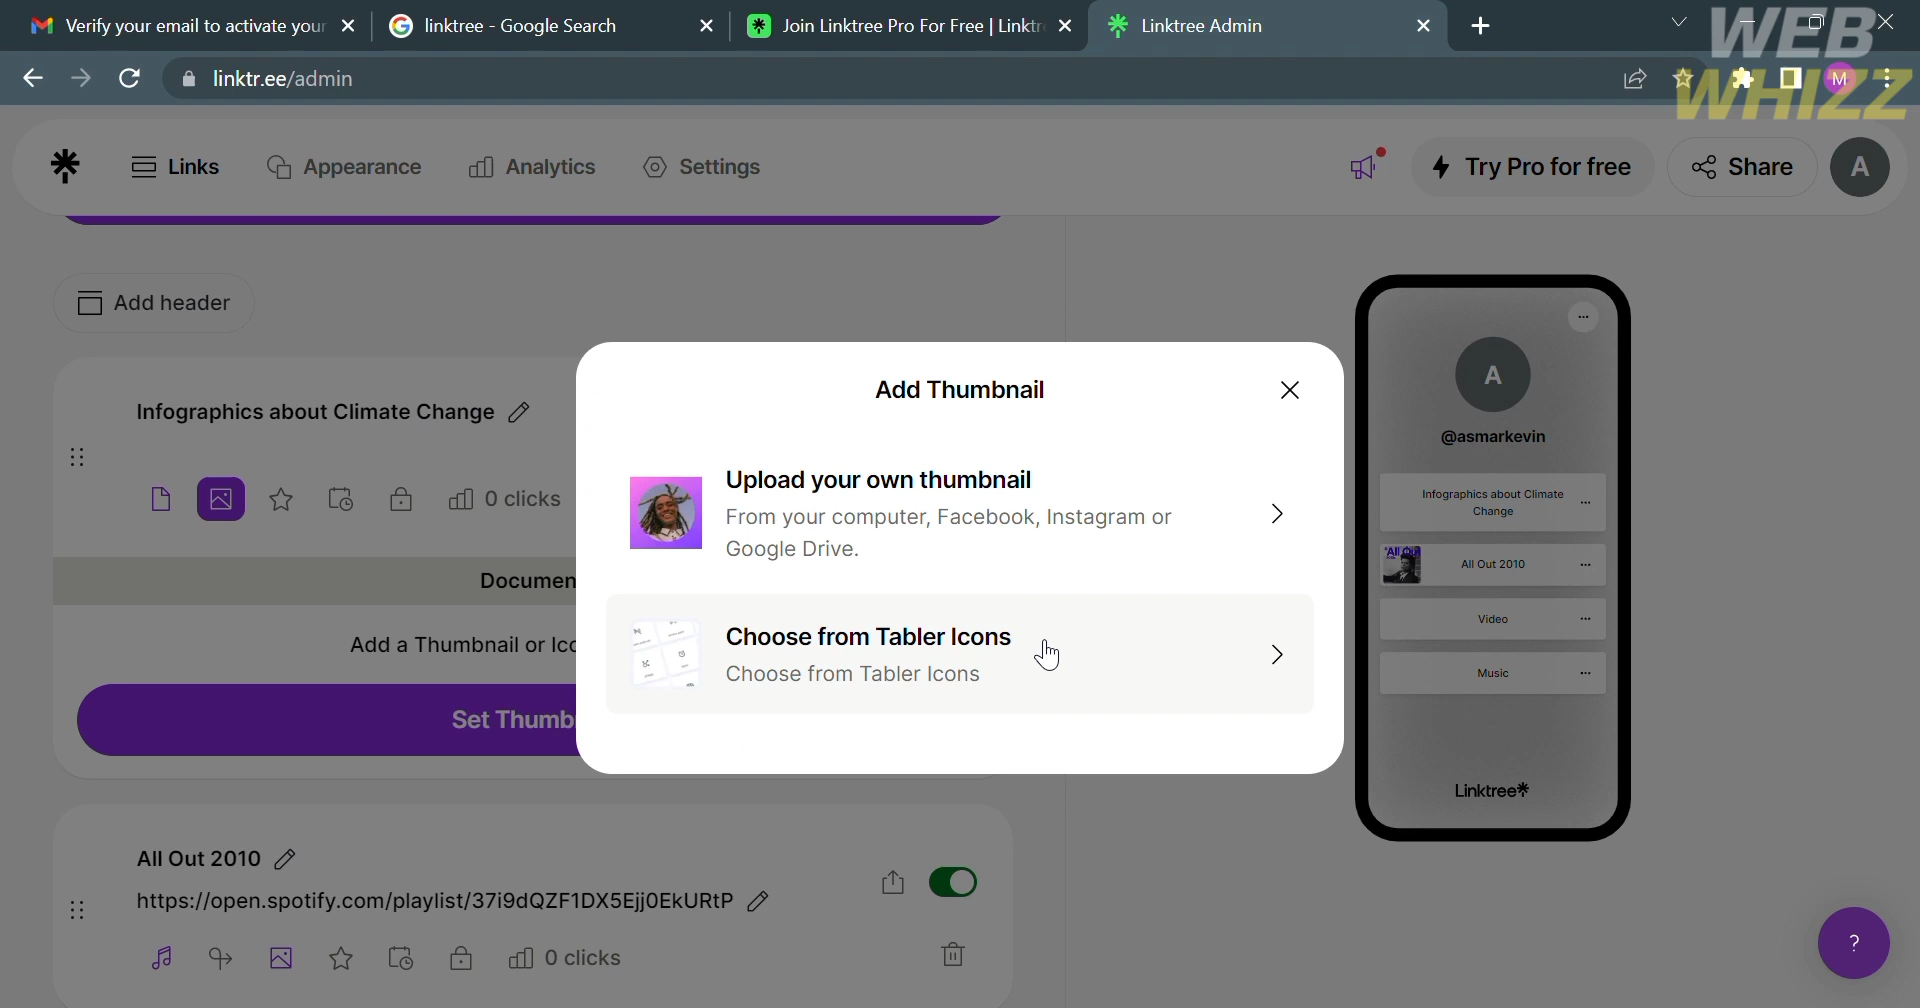 Verify your email to activate your
linktree - Google Search
Join Linktree Pro For Free | Linktr
Linktree Admin
WEB
WHIZZ
linktr.ee/admin
M
Links
Appearance
Analytics
Settings
Try Pro for free
Share
A
Add header
Infographics about Climate Change
0 clicks
Documen
Add a Thumbnail or Ico
Set Thumb
Add Thumbnail
Upload your own thumbnail
From your computer, Facebook, Instagram or
Google Drive.
Choose from Tabler Icons
Choose from Tabler Icons
All Out 2010
https://open.spotify.com/playlist/37i9dQZF1DX5Ejj0EkURtP
0 clicks
A
@asmarkevin
Infographics about Climate
Change
All Out
All Out 2010
Video
Music
Linktree
?